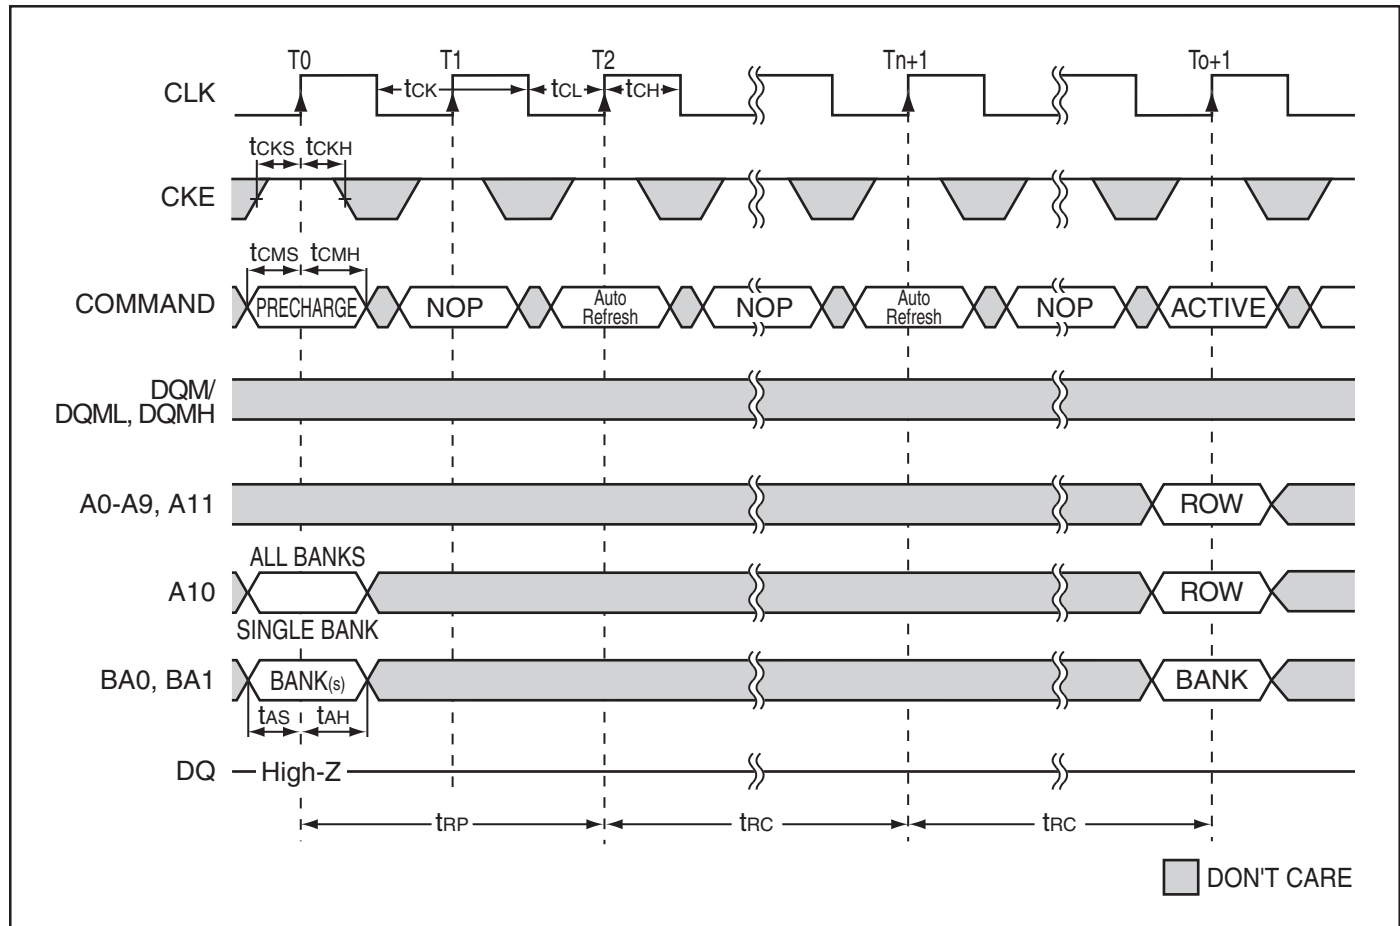 T0 T1 T2 Tn+1 To+1
CLK tCK tCL tCH
tCKS tCKH
CKE
tCMS tCMH
COMMAND PRECHARGE NOP Auto Refresh NOP Auto Refresh NOP ACTIVE
DQM/
DQML, DQMH
A0-A9, A11 ROW
ALL BANKS
A10 ROW
SINGLE BANK
BA0, BA1 BANK(s) BANK
tAS tAH
DQ High-Z
tRP tRC tRC
DON'T CARE